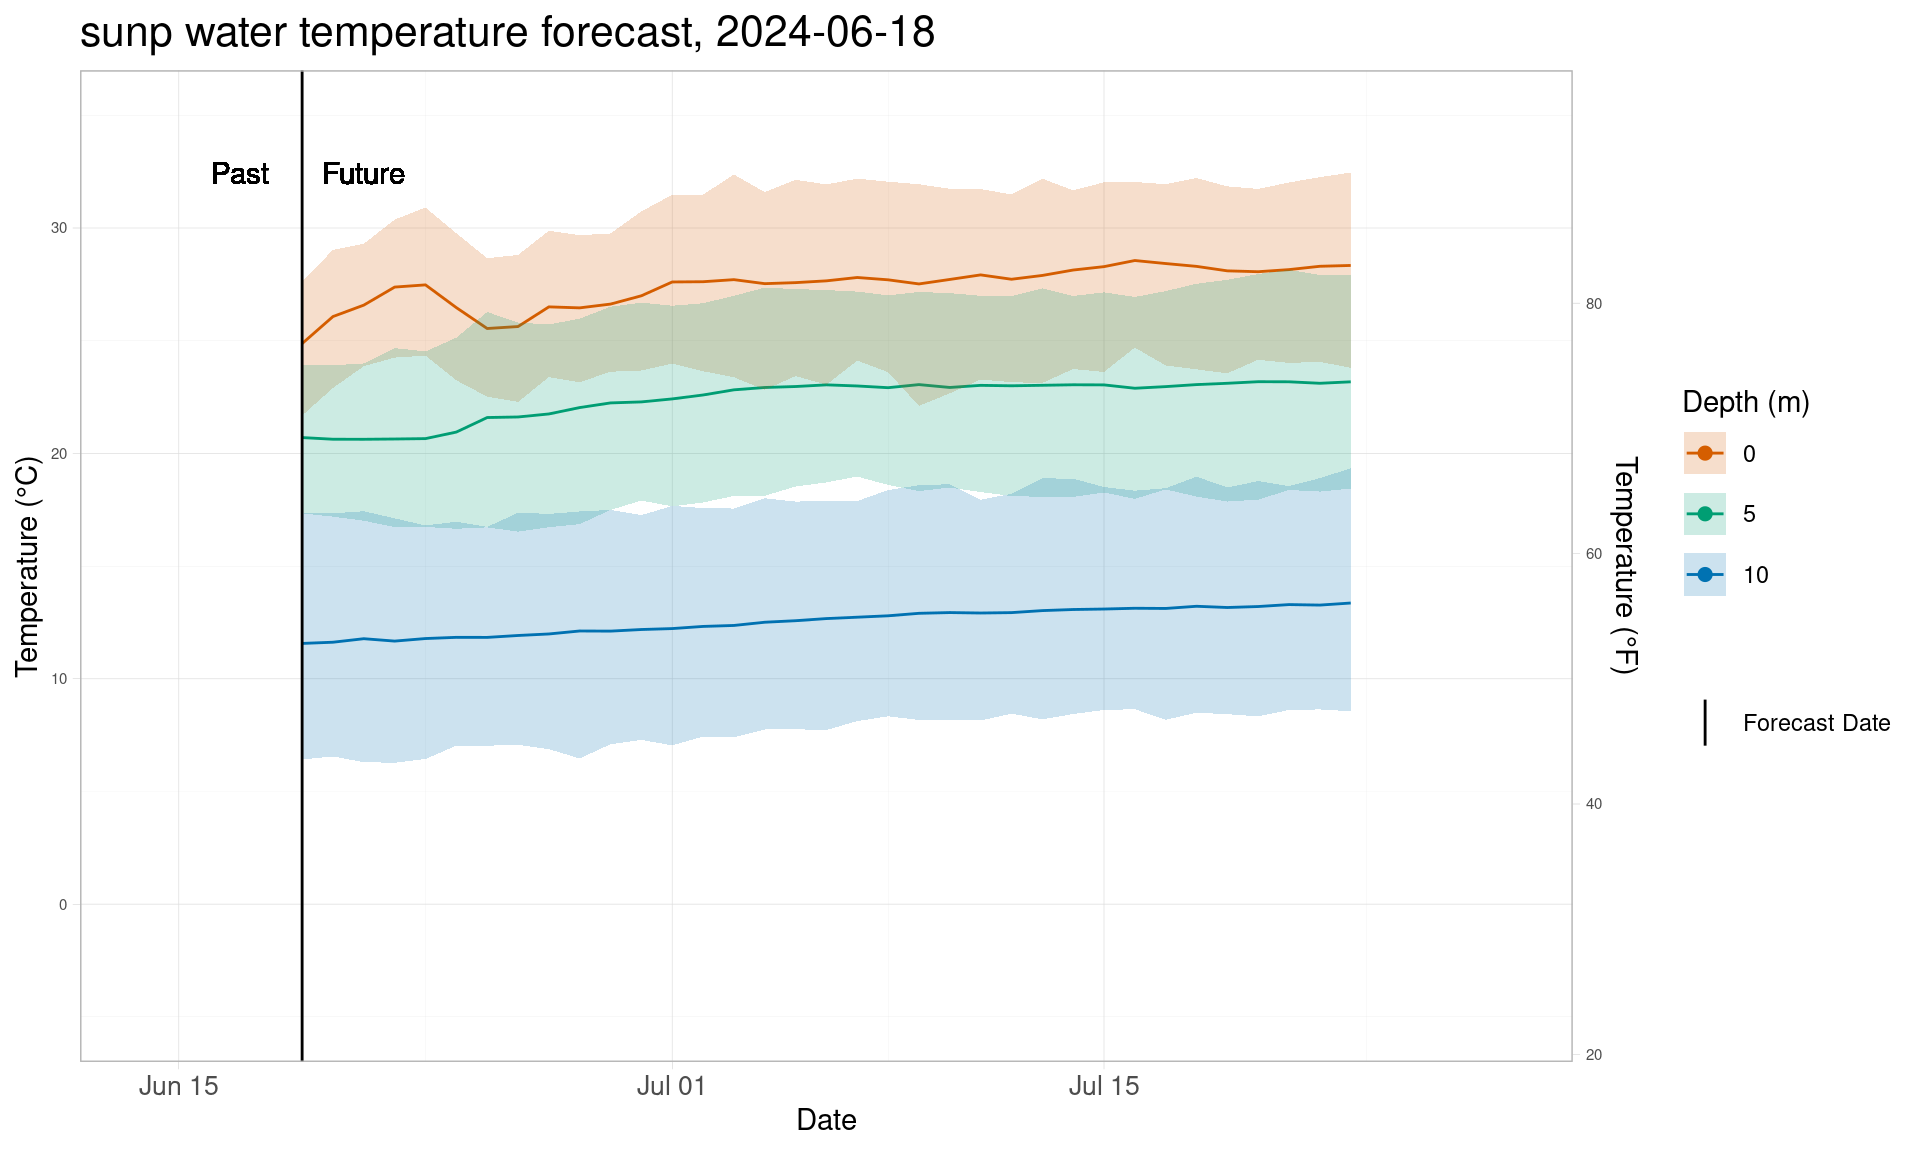 sunp water temperature forecast, 2024-06-18
Past
Future
30
20
10
0
Temperature (°C)
80
60
40
20
Temperature (°F)
Jun 15
Jul 01
Jul 15
Date
Depth (m)
0
5
10
Forecast Date